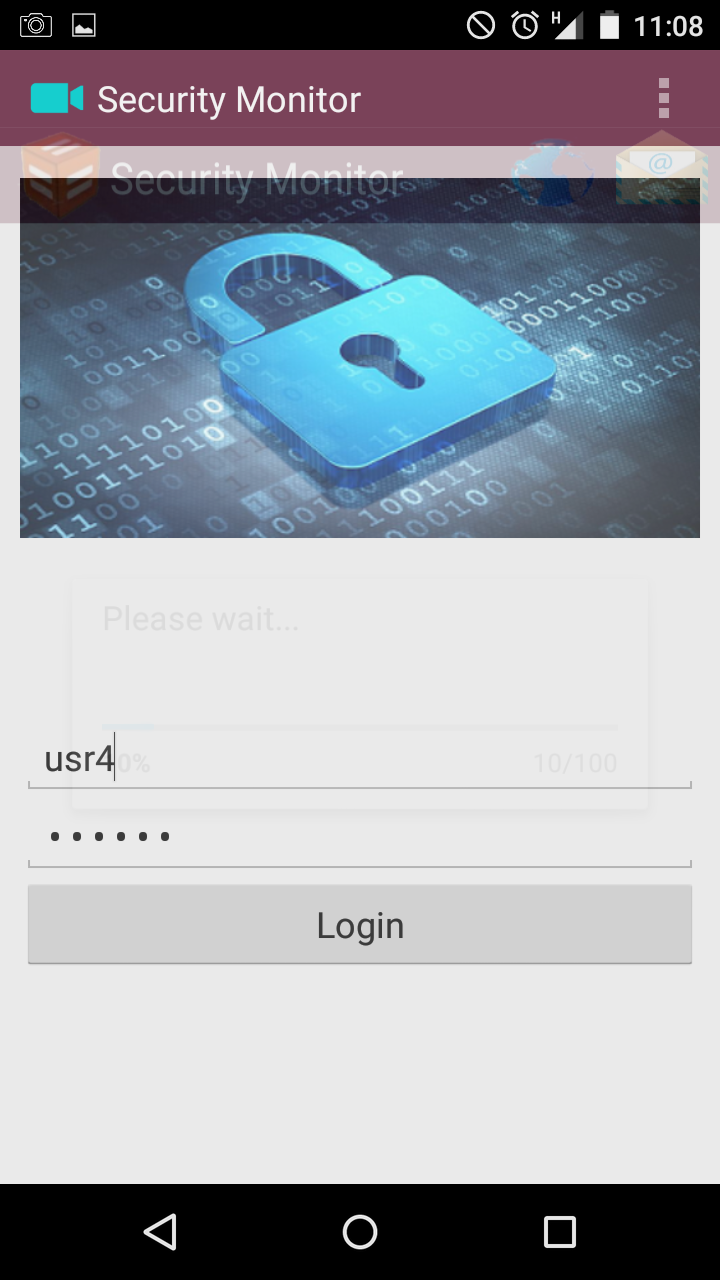 11:08
Security Monitor
Security Monitor
Please wait...
usr4
0%
10/100
••••••
Login